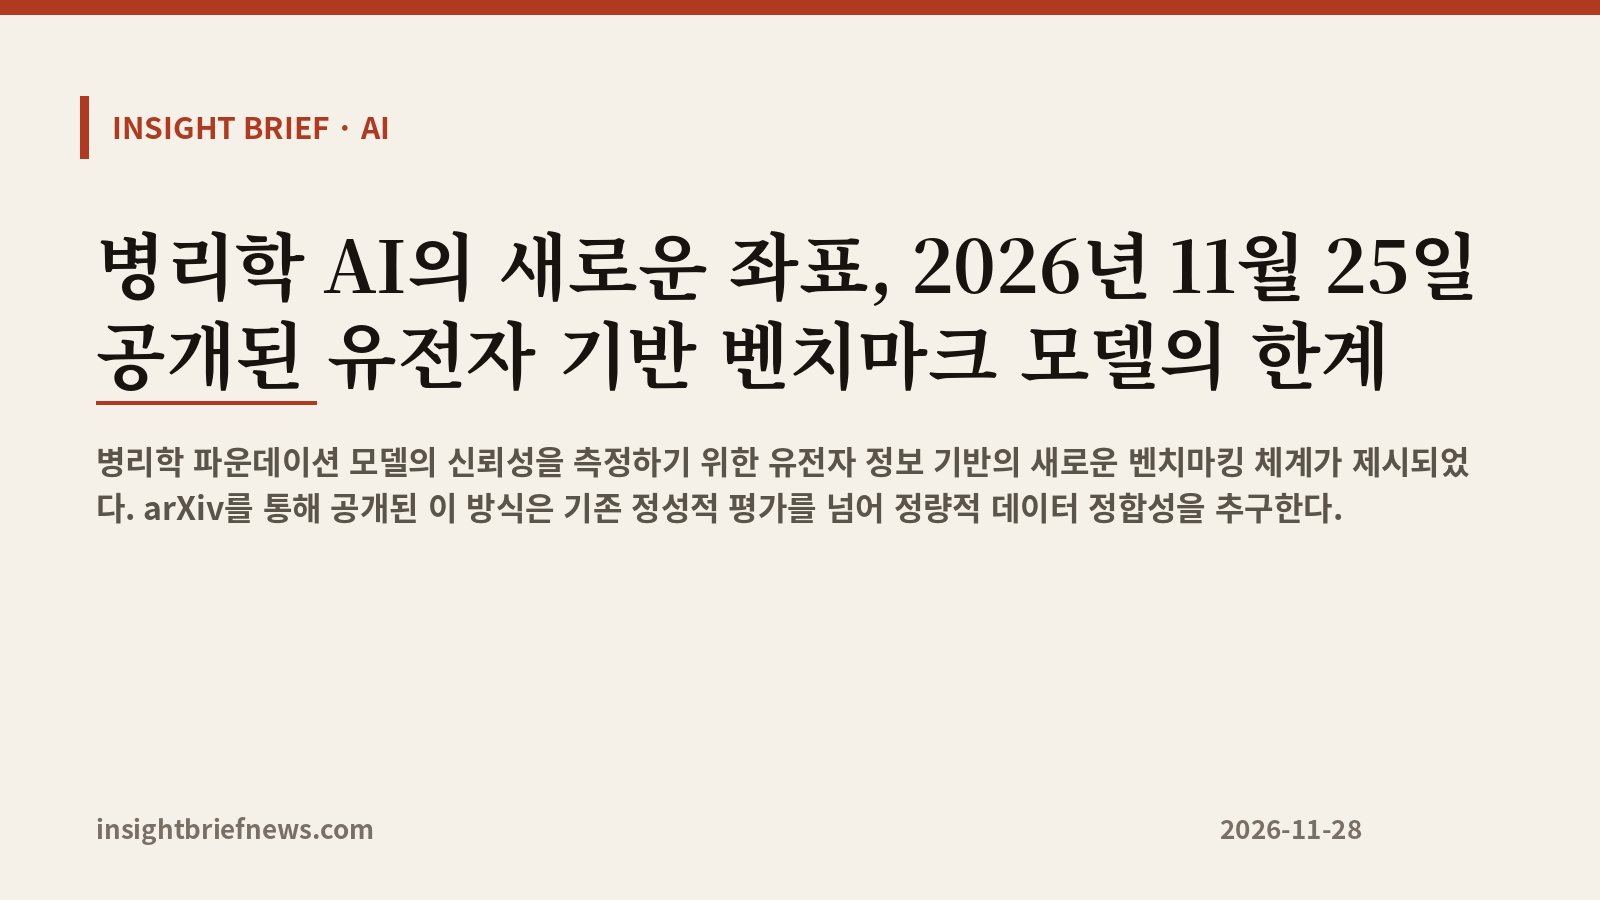 INSIGHT BRIEF · AI
병리학 AI의 새로운 좌표, 2026년 11월 25일
공개된 유전자 기반 벤치마크 모델의 한계
병리학 파운데이션 모델의 신뢰성을 측정하기 위한 유전자 정보 기반의 새로운 벤치마킹 체계가 제시되었
다. arXiv를 통해 공개된 이 방식은 기존 정성적 평가를 넘어 정량적 데이터 정합성을 추구한다.
insightbriefnews.com
2026-11-28